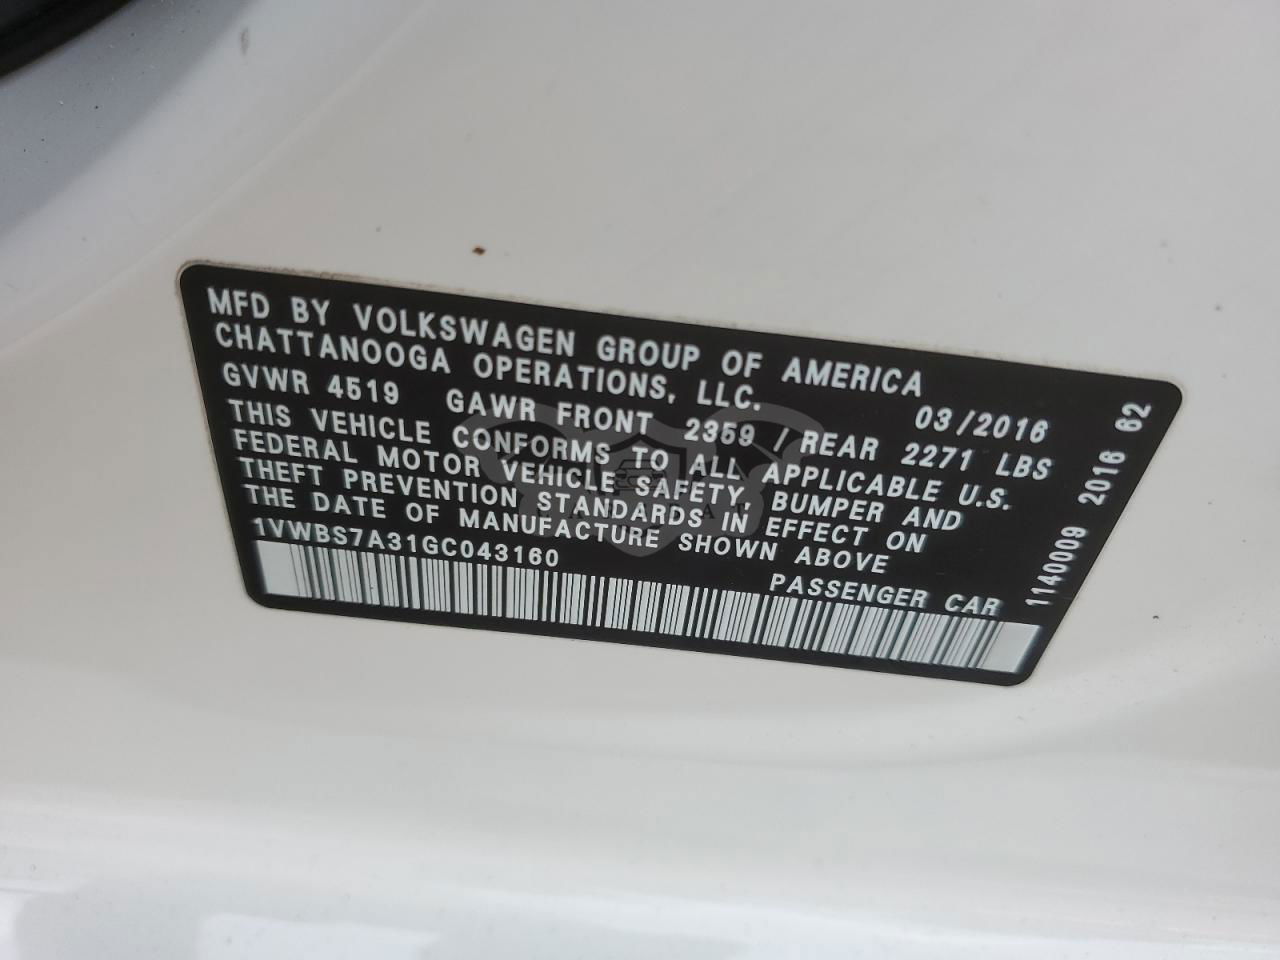 MFD BY VOLKSWAGEN GROUP OF AMERICA
CHATTANOOGA OPERATIONS, LLC.
03/2016
GVWR 4519 GAWR FRONT 2359 / REAR 2271 LBS
THIS VEHICLE CONFORMS TO ALL APPLICABLE U.S.
FEDERAL MOTOR VEHICLE SAFETY, BUMPER AND
THEFT PREVENTION STANDARDS IN EFFECT ON
THE DATE OF MANUFACTURE SHOWN ABOVE
1VWBS7A31GC043160
PASSENGER CAR
1140009 2016 62